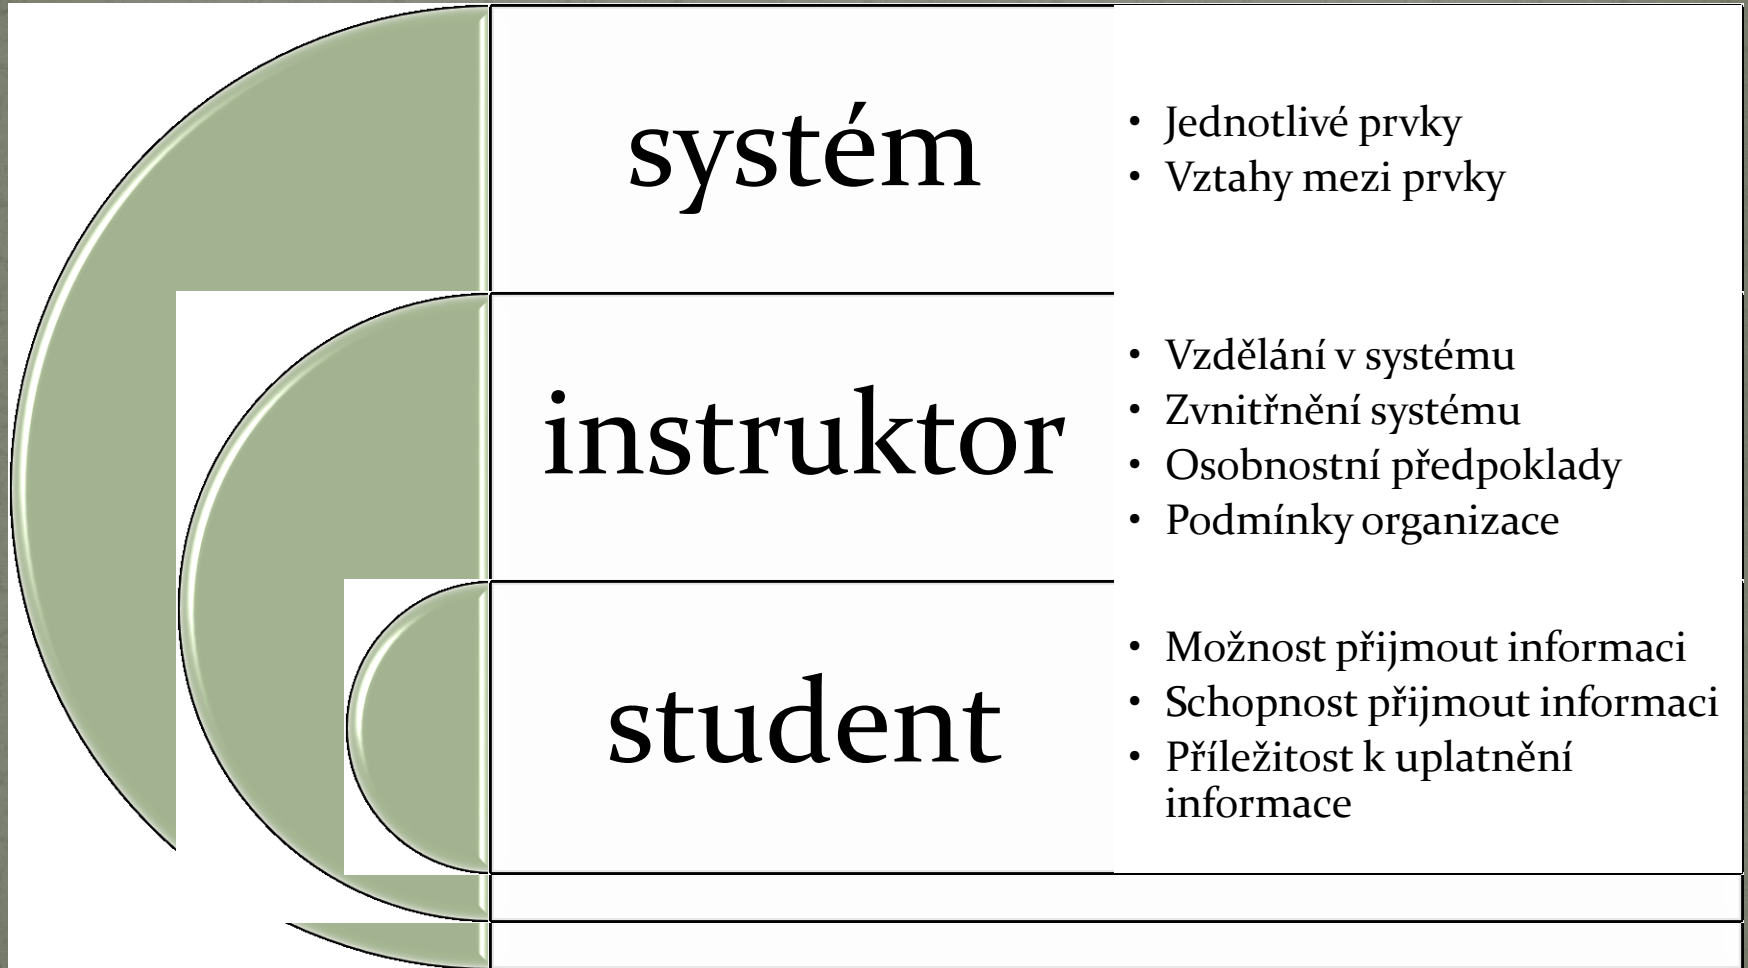 systém
• Jednotlivé prvky
• Vztahy mezi prvky
instruktor
• Vzdělání v systému
• Zvnitřnění systému
• Osobnostní předpoklady
• Podmínky organizace
student
• Možnost přijmout informaci
• Schopnost přijmout informaci
• Příležitost k uplatnění
informace